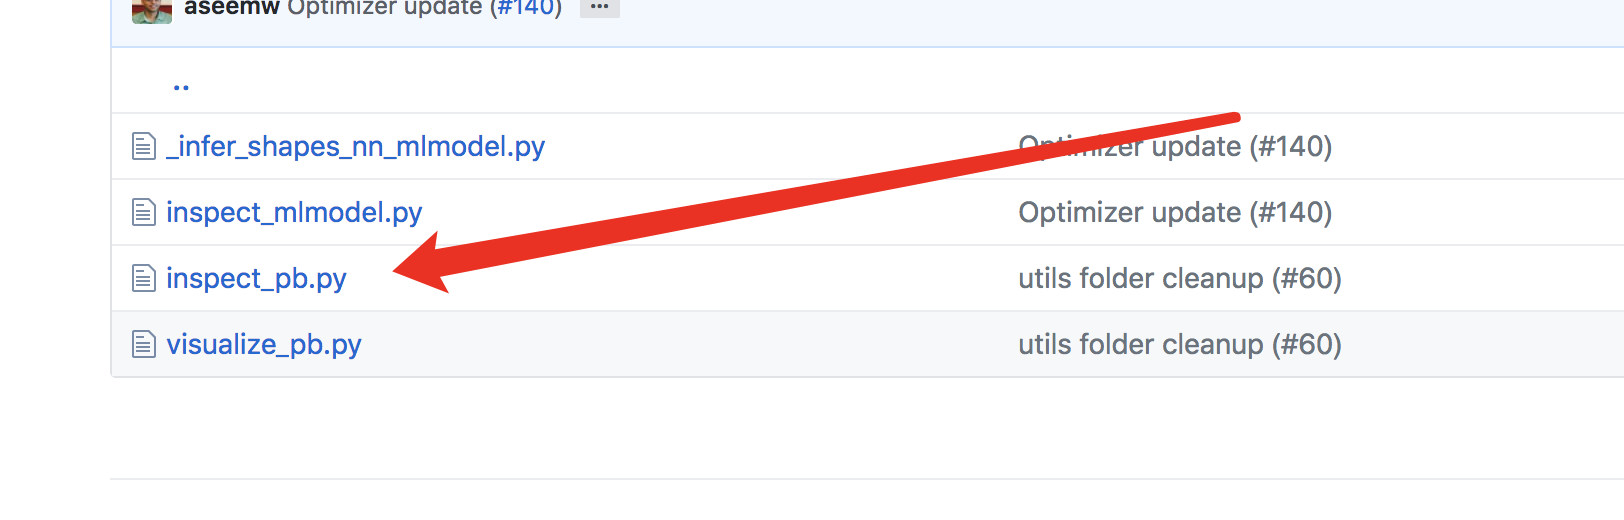 aseemw Optimizer update (#140) ...
..
_infer_shapes_nn_mlmodel.py Optimizer update (#140)
inspect_mlmodel.py Optimizer update (#140)
inspect_pb.py utils folder cleanup (#60)
visualize_pb.py utils folder cleanup (#60)